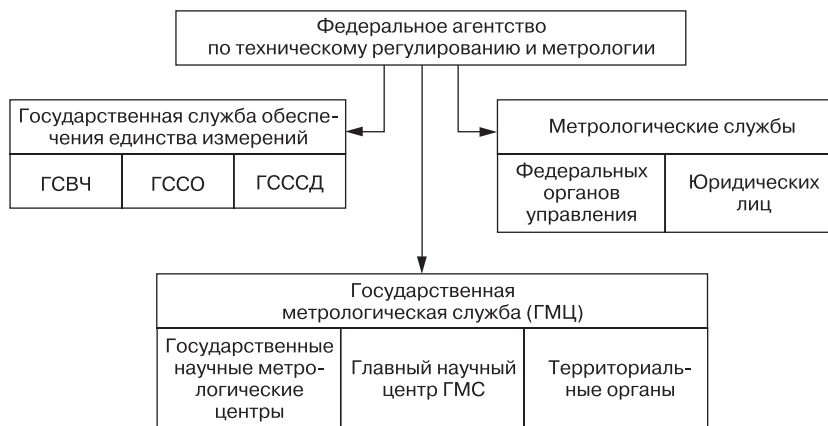 Федеральное агентство
по техническому регулированию и метрологии
Государственная служба обеспе-
чения единства измерений
ГСВЧ
ГССО
ГСССД
Метрологические службы
Федеральных
органов
управления
Юридических
лиц
Государственная
метрологическая служба (ГМЦ)
Государственные
научные метро-
логические
центры
Главный научный
центр ГМС
Территориаль-
ные органы